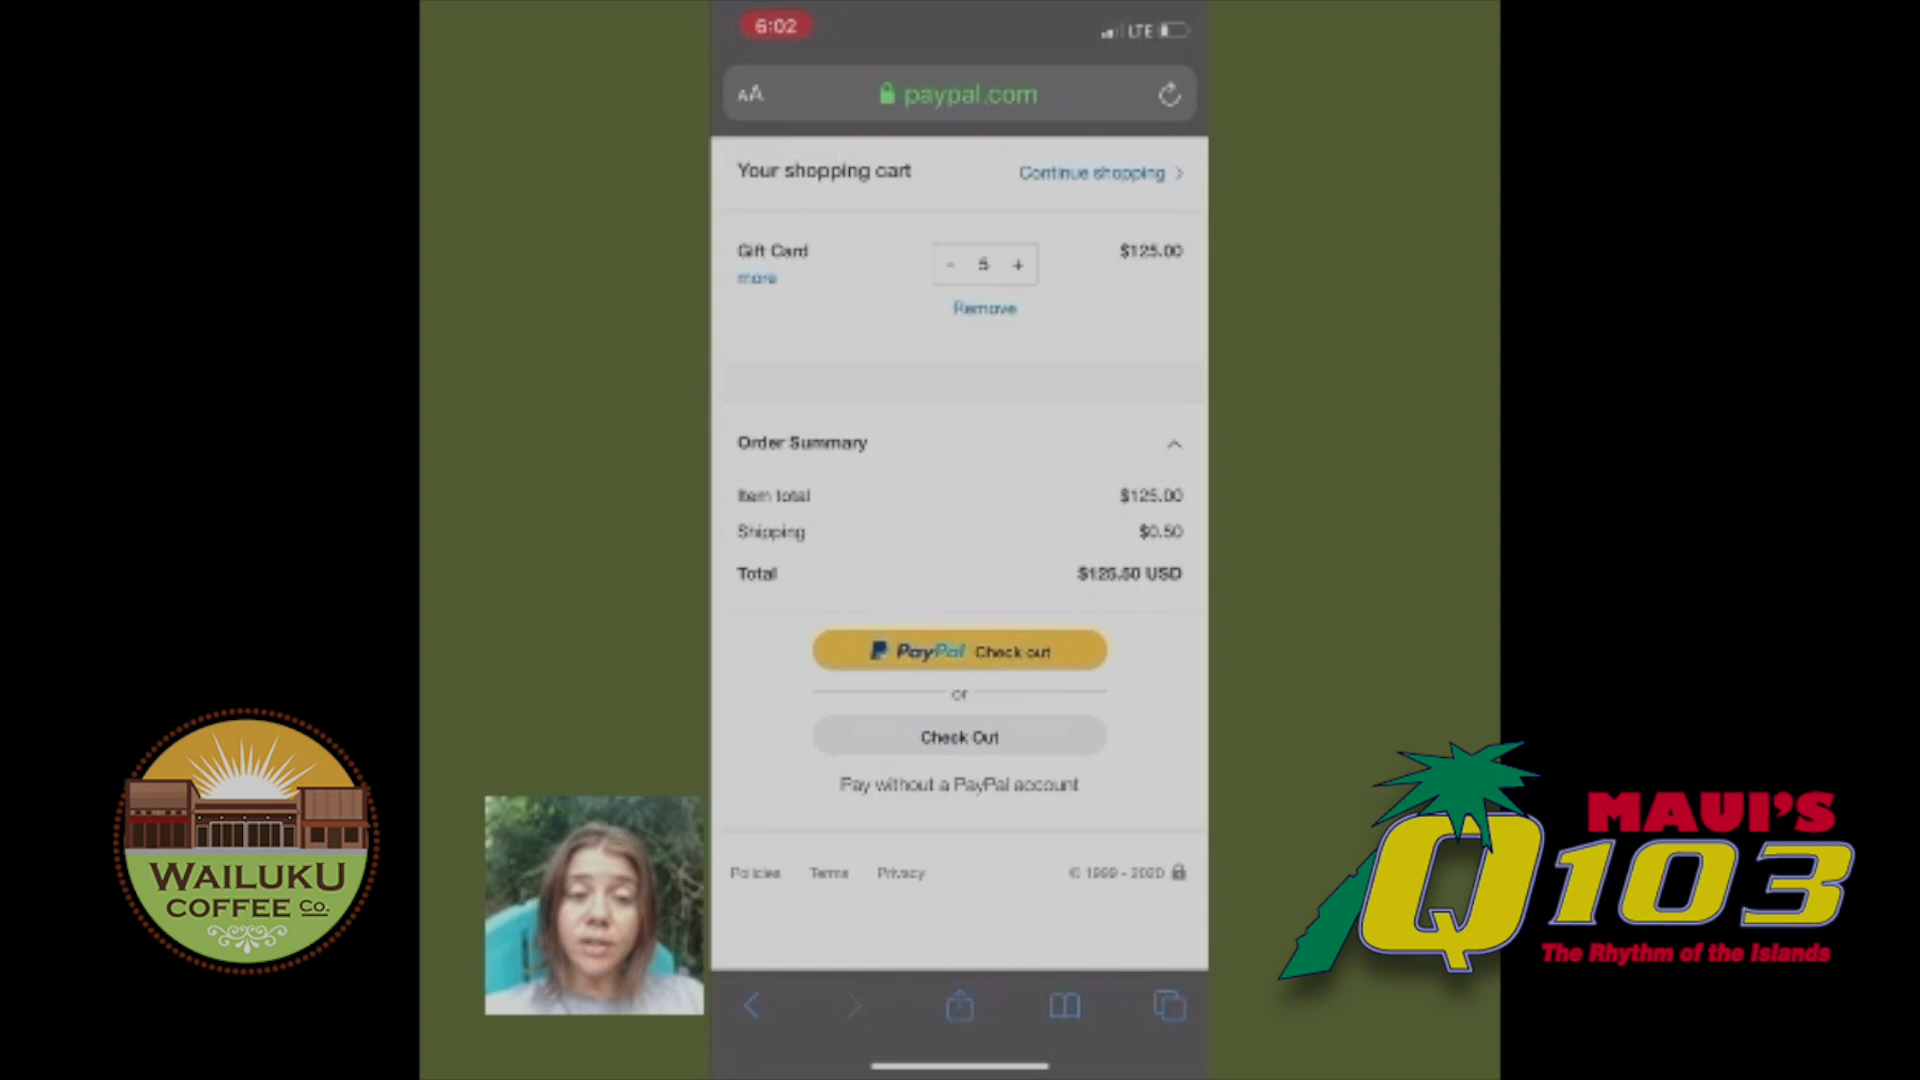 6:02
LTE
AA
paypal.com
Your shopping cart
Continue shopping
Gift Card
- 5 +
$125.00
more
Remove
Order Summary
Item total
$125.00
Shipping
$0.50
Total
$125.50 USD
PayPal Check out
or
Check Out
Pay without a PayPal account
Policies Terms Privacy
© 1999 - 2020
WAILUKU
COFFEE Co.
MAUI'S
Q103
The Rhythm of the Islands